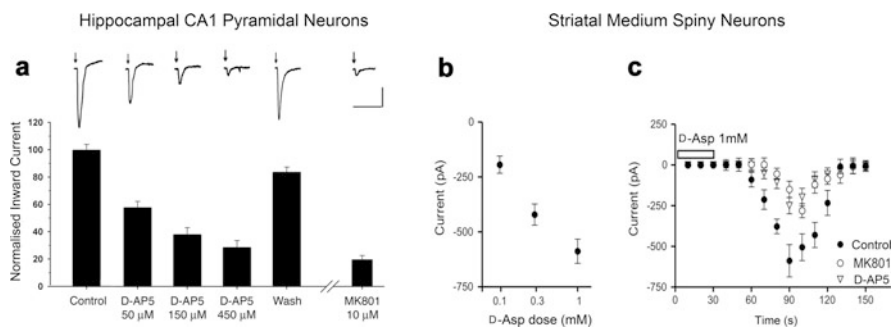 Hippocampal CA1 Pyramidal Neurons
Striatal Medium Spiny Neurons
a
Normalised Inward Current
120
100
80
60
40
20
0
Control
D-AP5
50 µM
D-AP5
150 µM
D-AP5
450 µM
Wash
MK801
10 µM
b
Current (pA)
0
-250
-500
-750
0.1
0.3
1
D-Asp dose (mM)
c
D-Asp 1mM
Current (pA)
250
0
-250
-500
-750
0
30
60
90
120
150
Time (s)
Control
MK801
D-AP5